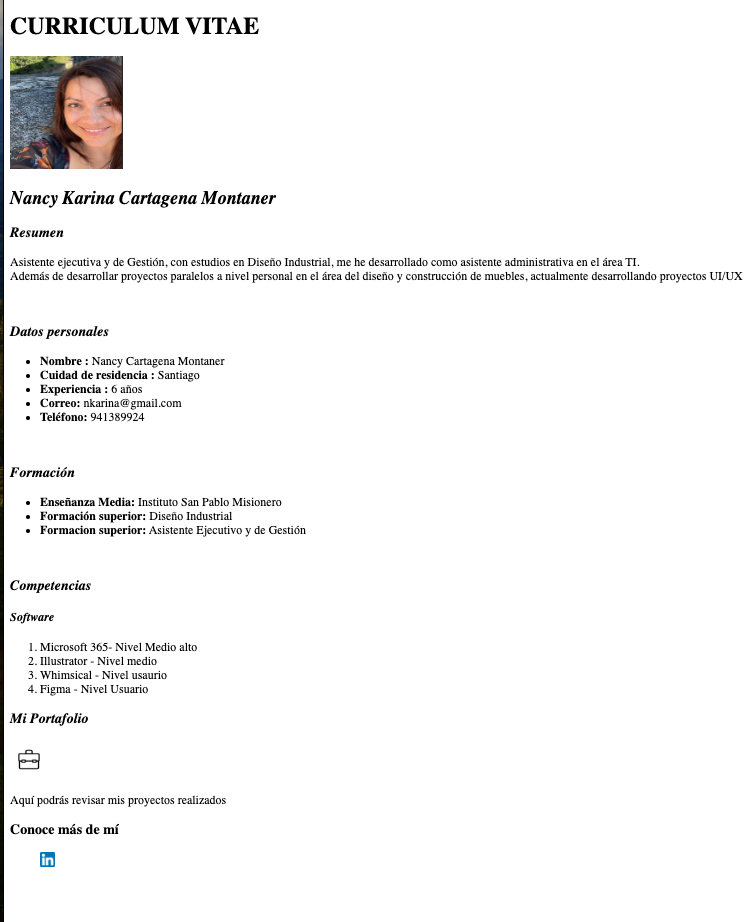 CURRICULUM VITAE
Nancy Karina Cartagena Montaner
Resumen
Asistente ejecutiva y de Gestión, con estudios en Diseño Industrial, me he desarrollado como asistente administrativa en el área TI.
Además de desarrollar proyectos paralelos a nivel personal en el área del diseño y construcción de muebles, actualmente desarrollando proyectos UI/UX
Datos personales
Nombre : Nancy Cartagena Montaner
Cuidad de residencia : Santiago
Experiencia : 6 años
Correo: nkarina@gmail.com
Teléfono: 941389924
Formación
Enseñanza Media: Instituto San Pablo Misionero
Formación superior: Diseño Industrial
Formacion superior: Asistente Ejecutivo y de Gestión
Competencias
Software
1. Microsoft 365- Nivel Medio alto
2. Illustrator - Nivel medio
3. Whimsical - Nivel usaurio
4. Figma - Nivel Usuario
Mi Portafolio
Aquí podrás revisar mis proyectos realizados
Conoce más de mí
in